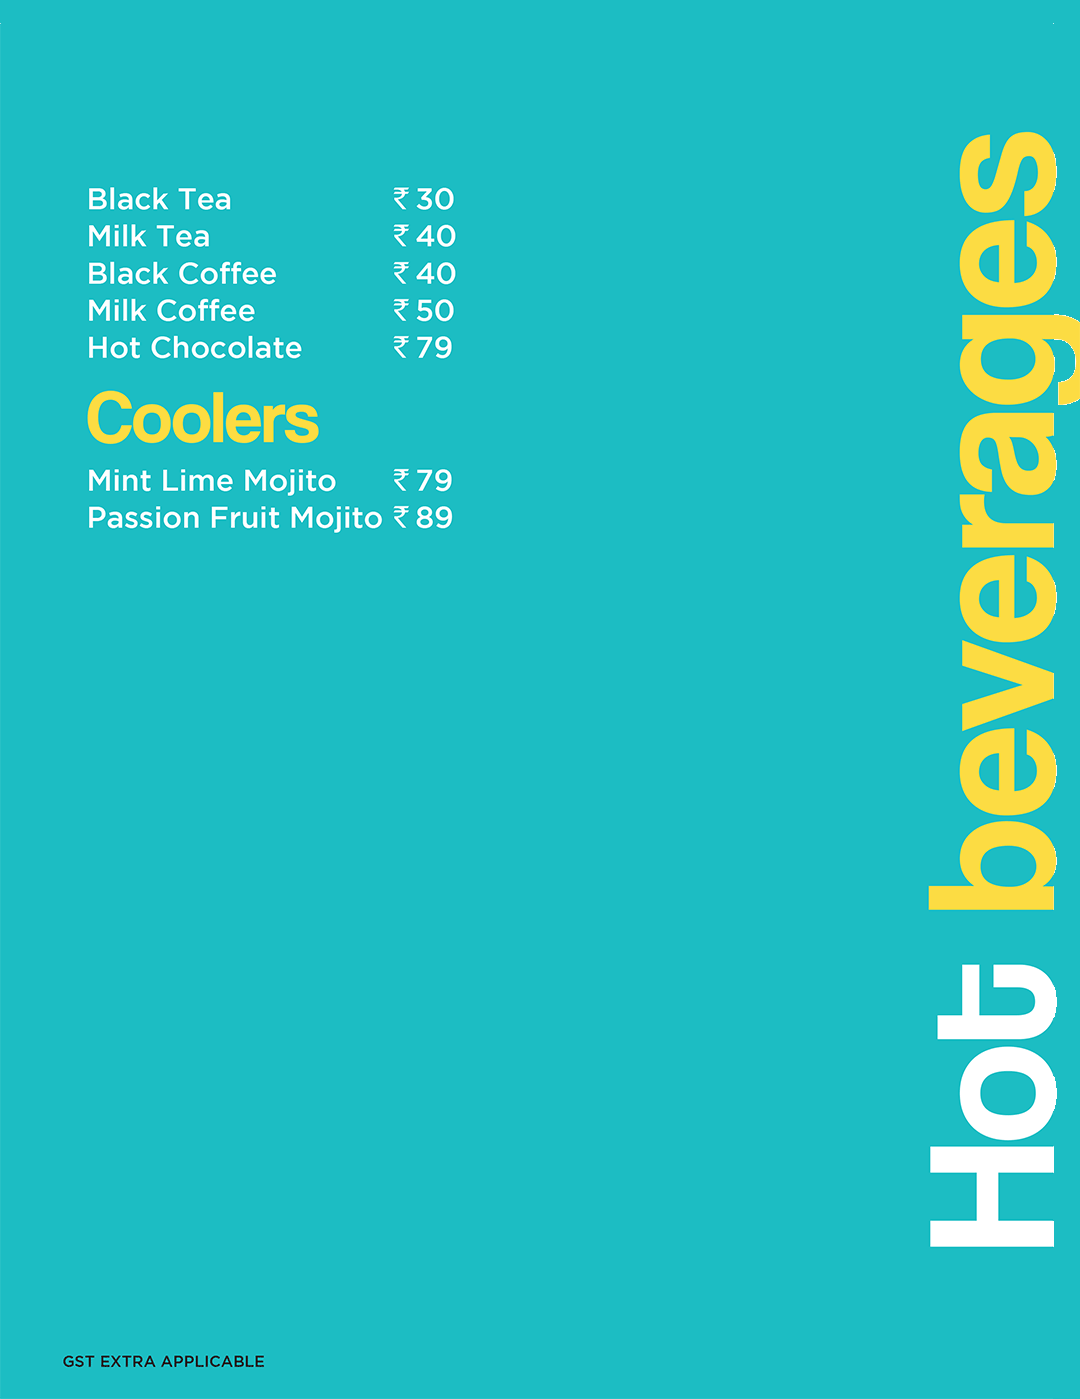 Hot beverages
Black Tea ₹ 30
Milk Tea ₹ 40
Black Coffee ₹ 40
Milk Coffee ₹ 50
Hot Chocolate ₹ 79
Coolers
Mint Lime Mojito ₹ 79
Passion Fruit Mojito ₹ 89
GST EXTRA APPLICABLE